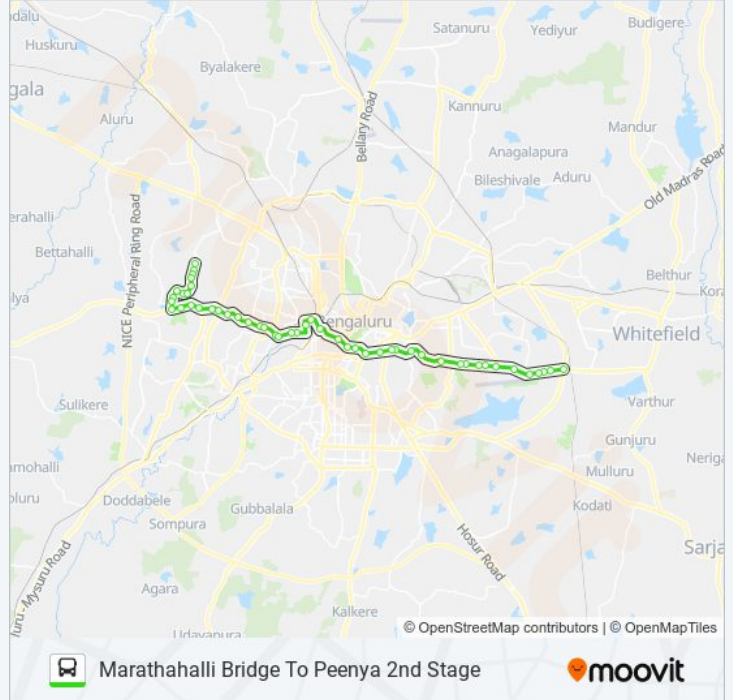 ndalu
Huskuru
Satanuru
Yediyur
Budigere
Byalakere
gala
Bellary Road
Kannuru
Aluru
Mandur
Anagalapura
Bileshivale
Aduru
Old Madras Road
NICE Peripheral Ring Road
erahalli
Bettahalli
Belthur
lya
Kora
Bengaluru
Whitefield
Sulikere
Varthur
Gunjuru
Neriga
amohalli
Mulluru
oluru
Doddabele
Gubbalala
Kodati
Sompura
Hosur Road
Sarja
uru - Mysuru Road
Agara
Kalkere
Udayapura
© OpenStreetMap contributors | © OpenMapTiles
Marathahalli Bridge To Peenya 2nd Stage
moovit